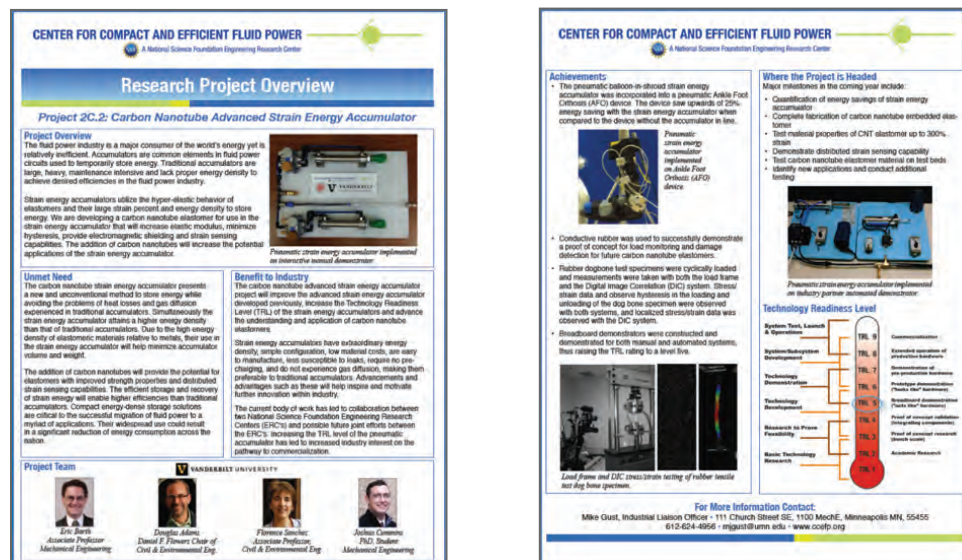 CENTER FOR COMPACT AND EFFICIENT FLUID POWER
A National Science Foundation Engineering Research Center
Research Project Overview
Project 2C.2: Carbon Nanotube Advanced Strain Energy Accumulator
Project Overview
The fluid power industry is a major consumer of the world's energy yet is
relatively inefficient. Accumulators are common elements in fluid power
circuits used to temporarily store energy. Traditional accumulators are
large, heavy, maintenance intensive and lack proper energy density to
achieve desired efficiencies in the fluid power industry.
Strain energy accumulators utilize the hyper-elastic behavior of
elastomers and their large strain percent and energy density to store
energy. We are developing a carbon nanotube elastomer for use in the
strain energy accumulator that will increase elastic modulus, minimize
hysteresis, provide electromagnetic shielding and strain sensing
capabilities. The addition of carbon nanotubes will increase the potential
applications of the strain energy accumulator.
VANDERBILT
Pneumatic strain energy accumulator implemented
on interactive manual demonstrator
Unmet Need
The carbon nanotube strain energy accumulator presents
a new and unconventional method to store energy while
avoiding the problems of heat losses and gas diffusion
experienced in traditional accumulators. Simultaneously the
strain energy accumulator attains a higher energy density
than that of traditional accumulators. Due to the high energy
density of elastomeric materials relative to metals, their use in
the strain energy accumulator will help minimize accumulator
volume and weight.
The addition of carbon nanotubes will provide the potential for
elastomers with improved strength properties and distributed
strain sensing capabilities. The efficient storage and recovery
of strain energy will enable higher efficiencies than traditional
accumulators. Compact energy-dense storage solutions
are critical to the successful migration of fluid power to a
myriad of applications. Their widespread use could result
in a significant reduction of energy consumption across the
nation.
Benefit to Industry
The carbon nanotube advanced strain energy accumulator
project will improve the advanced strain energy accumulator
developed previously, increase the Technology Readiness
Level (TRL) of the strain energy accumulators and advance
the understanding and application of carbon nanotube
elastomers.
Strain energy accumulators have extraordinary energy
density, simple configuration, low material costs, are easy
to manufacture, less susceptible to leaks, require no pre-
charging, and do not experience gas diffusion, making them
preferable to traditional accumulators. Advancements and
advantages such as these will help inspire and motivate
further innovation within industry.
The current body of work has led to collaboration between
two National Science Foundation Engineering Research
Centers (ERC's) and possible future joint efforts between
the ERC's. Increasing the TRL level of the pneumatic
accumulator has led to increased industry interest on the
pathway to commercialization.
Project Team
VANDERBILT UNIVERSITY
Eric Barth
Associate Professor
Mechanical Engineering
Douglas Adams
Daniel F. Flowers Chair of
Civil & Environmental Eng.
Florence Sanchez
Associate Professor,
Civil & Environmental Eng
Joshua Cummins
PhD. Student
Mechanical Engineering
CENTER FOR COMPACT AND EFFICIENT FLUID POWER
A National Science Foundation Engineering Research Center
Achievements
• The pneumatic balloon-in-shroud strain energy
accumulator was incorporated into a pneumatic Ankle Foot
Orthosis (AFO) device. The device saw upwards of 25%
energy saving with the strain energy accumulator when
compared to the device without the accumulator in line.
Pneumatic
strain energy
accumulator
implemented
on Ankle Foot
Orthosis (AFO)
device
• Conductive rubber was used to successfully demonstrate
a proof of concept for load monitoring and damage
detection for future carbon nanotube elastomers.
• Rubber dogbone test specimens were cyclically loaded
and measurements were taken with both the load frame
and the Digital Image Correlation (DIC) system. Stress/
strain data and observe hysteresis in the loading and
unloading of the dog bone specimen were observed
with both systems, and localized stress/strain data was
observed with the DIC system.
• Breadboard demonstrators were constructed and
demonstrated for both manual and automated systems,
thus raising the TRL rating to a level five.
Load frame and DIC stress/strain testing of rubber tensile
test dog bone specimen.
Where the Project is Headed
Major milestones in the coming year include:
• Quantification of energy savings of strain energy
accumulator
• Complete fabrication of carbon nanotube embedded elas-
tomer
• Test material properties of CNT elastomer up to 300%
strain
• Demonstrate distributed strain sensing capability
• Test carbon nanotube elastomer material on test beds
• Identify new applications and conduct additional
testing
Pneumatic strain energy accumulator implemented
on industry partner automated demonstrator.
Technology Readiness Level
System Test, Launch
& Operations
System/Subsystem
Development
Technology
Demonstration
Technology
Development
Research to Prove
Feasibility
Basic Technology
Research
TRL 9
TRL 8
TRL 7
TRL 6
TRL 5
TRL 4
TRL 3
TRL 2
TRL 1
Commercialization
Extended operation of
production hardware
Demonstration of
pre-production hardware
Prototype demonstration
("looks like" hardware)
Breadboard demonstration
("acts like" hardware)
Proof of concept validation
(integrating components)
Proof of concept research
(bench scale)
Academic Research
For More Information Contact:
Mike Gust, Industrial Liaison Officer - 111 Church Street SE, 1100 MechE, Minneapolis MN, 55455
612-624-4956 - mjgust@umn.edu - www.ccefp.org